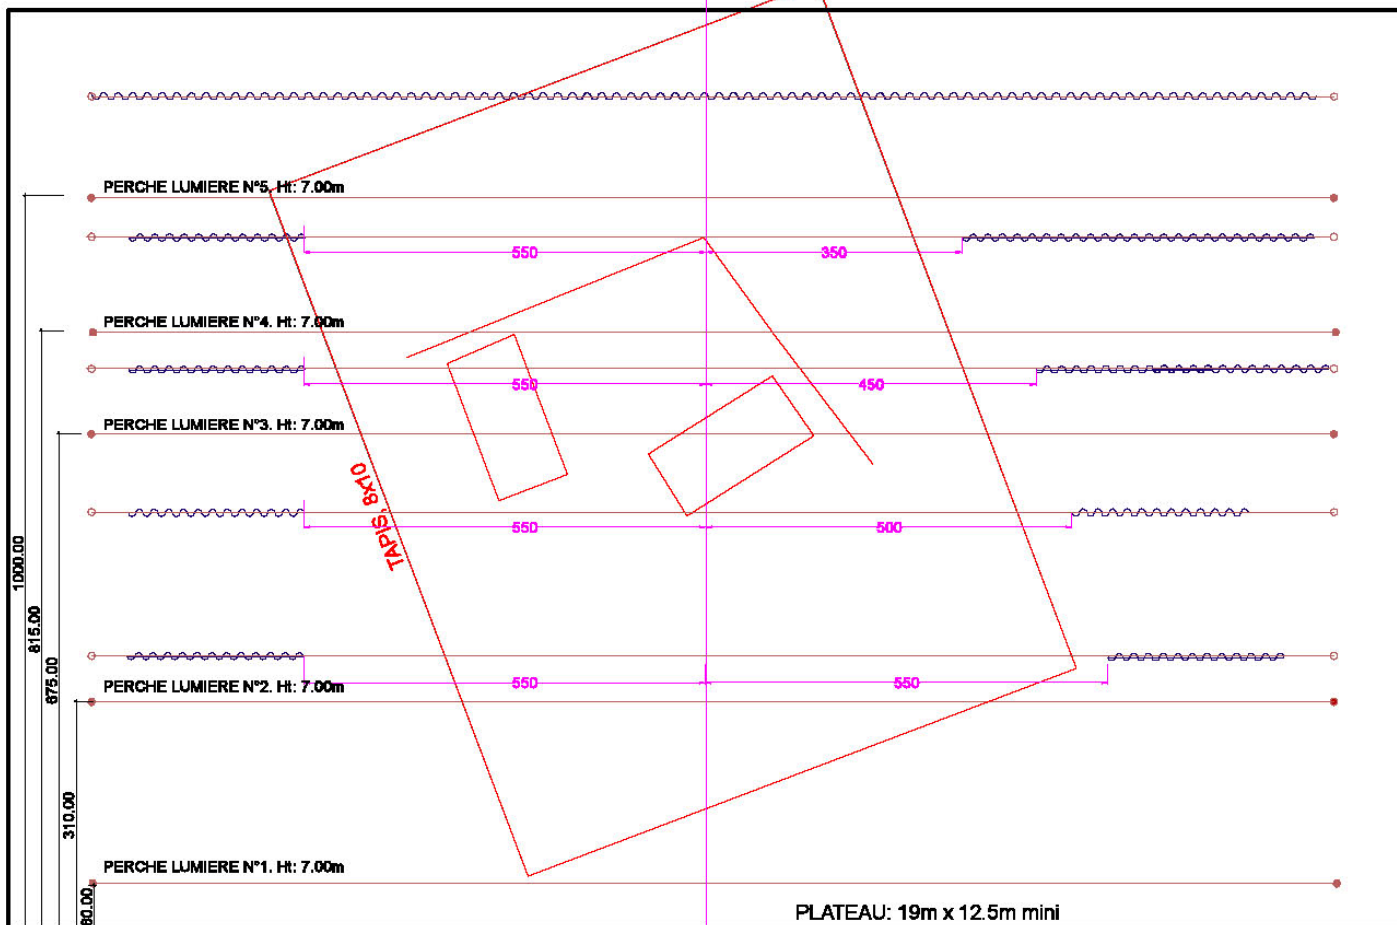 PERCHE LUMIERE N°5. Ht: 7.00m
550
350
PERCHE LUMIERE N°4. Ht: 7.00m
550
450
PERCHE LUMIERE N°3. Ht: 7.00m
TAPIS, 8x10
550
500
1000.00
815.00
675.00
550
550
PERCHE LUMIERE N°2. Ht: 7.00m
310.00
PERCHE LUMIERE N°1. Ht: 7.00m
PLATEAU: 19m x 12.5m mini